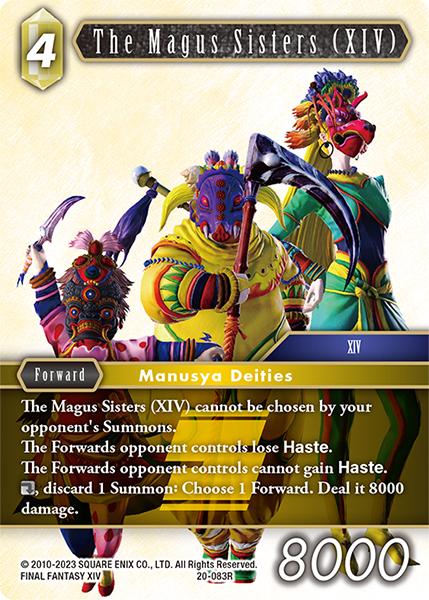 4
The Magus Sisters (XIV)
XIV
Forward
Manusya Deities
The Magus Sisters (XIV) cannot be chosen by your
opponent's Summons.
The Forwards opponent controls lose Haste.
The Forwards opponent controls cannot gain Haste.
, discard 1 Summon: Choose 1 Forward. Deal it 8000
damage.
© 2010-2023 SQUARE ENIX CO., LTD. All Rights Reserved.
FINAL FANTASY XIV
20-083R
8000